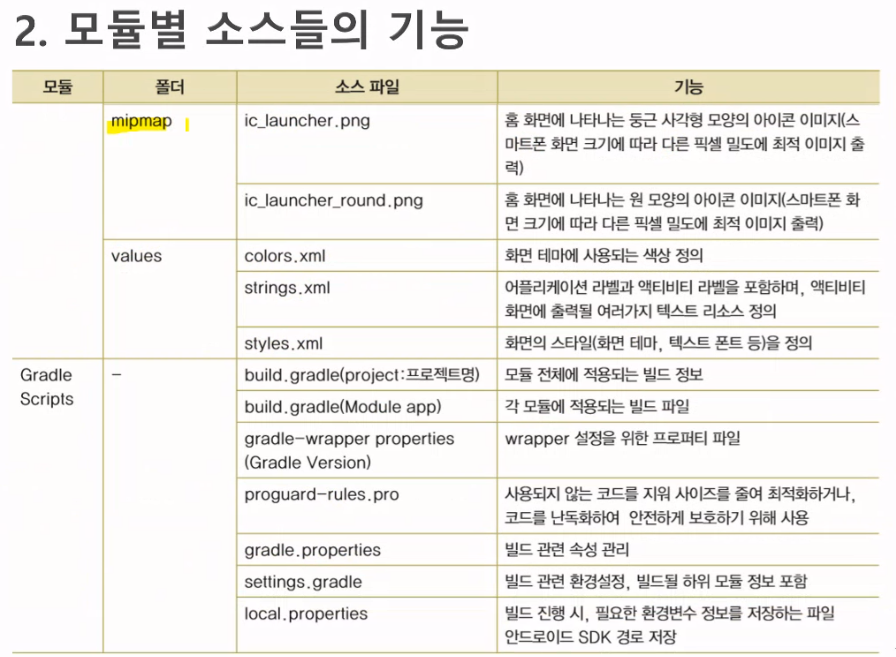 2. 모듈별 소스들의 기능
모듈 폴더 소스 파일 기능
mipmap ic_launcher.png 홈 화면에 나타나는 둥근 사각형 모양의 아이콘 이미지(스
마트폰 화면 크기에 따라 다른 픽셀 밀도에 최적 이미지 출
력)
ic_launcher_round.png 홈 화면에 나타나는 원 모양의 아이콘 이미지(스마트폰 화
면 크기에 따라 다른 픽셀 밀도에 최적 이미지 출력)
values colors.xml 화면 테마에 사용되는 색상 정의
strings.xml 어플리케이션 라벨과 액티비티 라벨을 포함하며, 액티비티
화면에 출력될 여러가지 텍스트 리소스 정의
styles.xml 화면의 스타일(화면 테마, 텍스트 폰트 등)을 정의
Gradle – build.gradle(project:프로젝트명) 모듈 전체에 적용되는 빌드 정보
Scripts
build.gradle(Module app) 각 모듈에 적용되는 빌드 파일
gradle-wrapper properties wrapper 설정을 위한 프로퍼티 파일
(Gradle Version)
proguard-rules.pro 사용되지 않는 코드를 지워 사이즈를 줄여 최적화하거나,
코드를 난독화하여 안전하게 보호하기 위해 사용
gradle.properties 빌드 관련 속성 관리
settings.gradle 빌드 관련 환경설정, 빌드될 하위 모듈 정보 포함
local.properties 빌드 진행 시, 필요한 환경변수 정보를 저장하는 파일
안드로이드 SDK 경로 저장